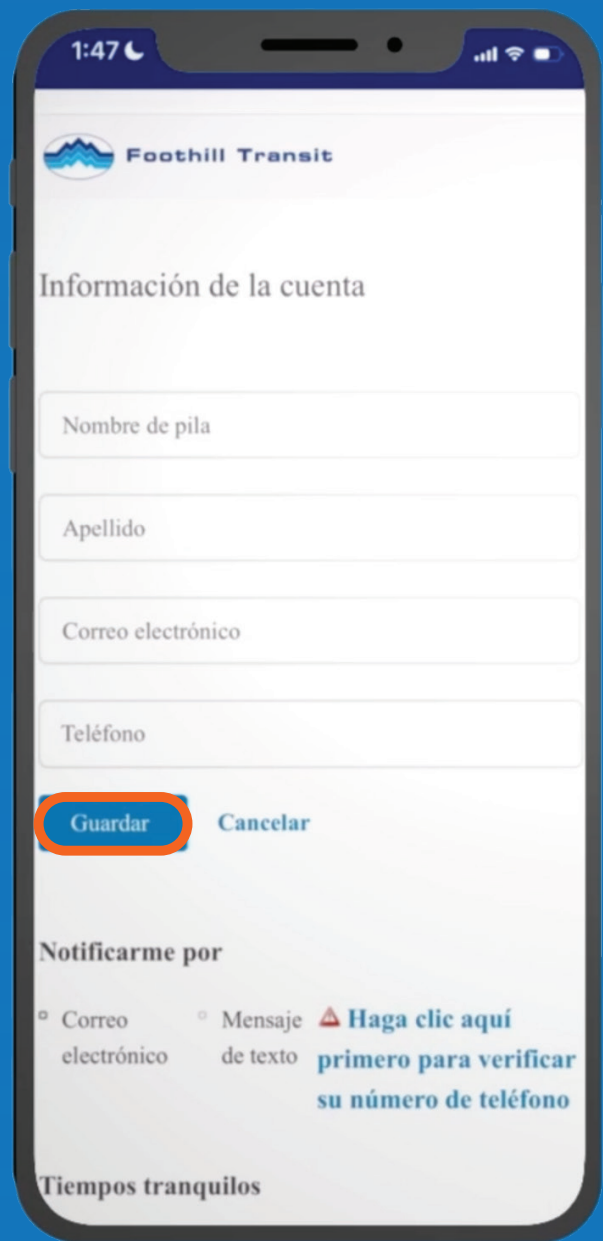 1:47
Foothill Transit
Información de la cuenta
Nombre de pila
Apellido
Correo electrónico
Teléfono
Guardar Cancelar
Notificarme por
Correo electrónico
Mensaje de texto
Haga clic aquí
primero para verificar
su número de teléfono
Tiempos tranquilos